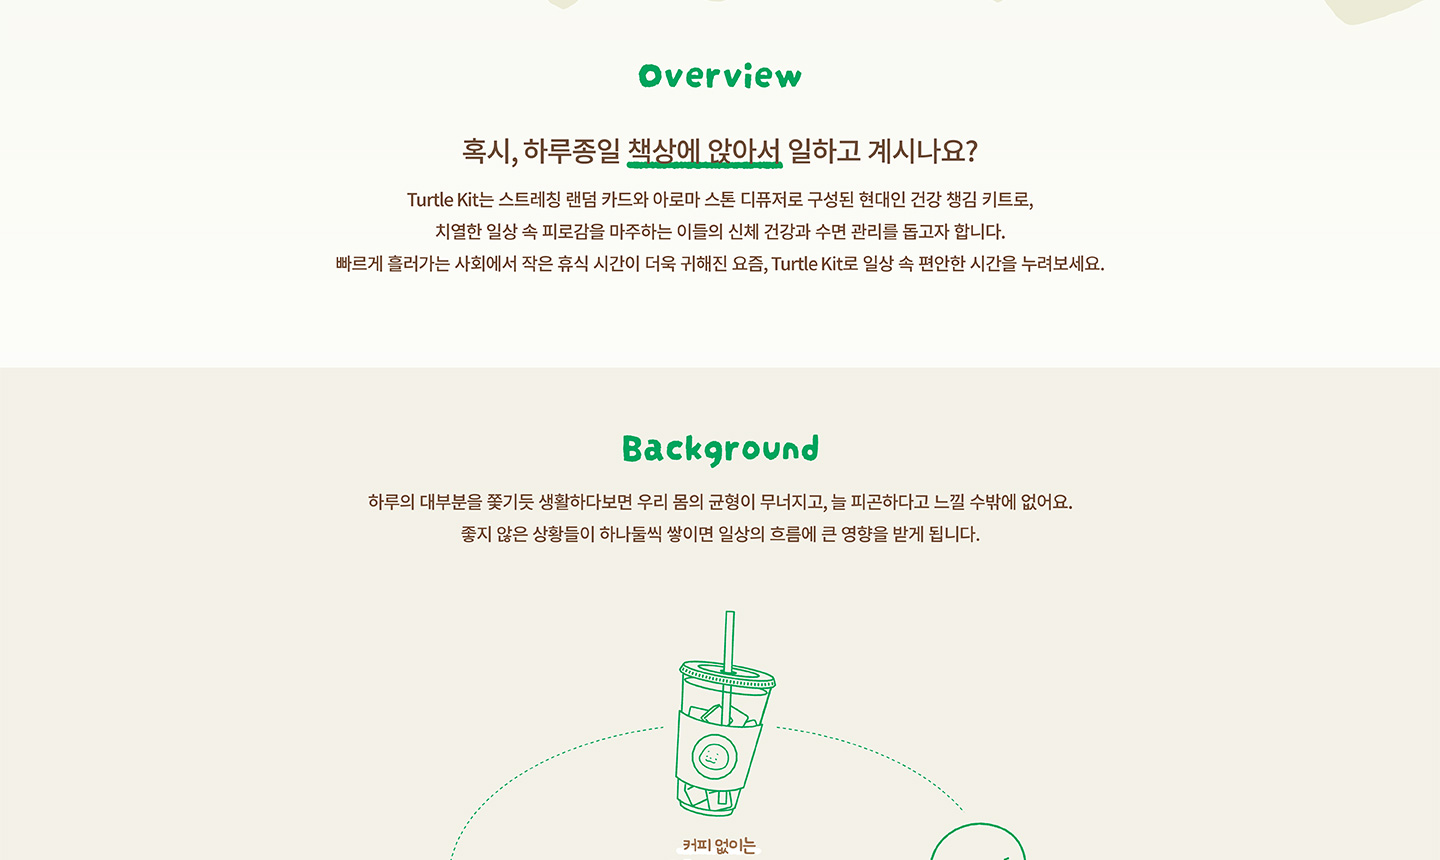 Overview
혹시, 하루종일 책상에 앉아서 일하고 계시나요?
Turtle Kit는 스트레칭 랜덤 카드와 아로마 스톤 디퓨저로 구성된 현대인 건강 챙김 키트로,
치열한 일상 속 피로감을 마주하는 이들의 신체 건강과 수면 관리를 돕고자 합니다.
빠르게 흘러가는 사회에서 작은 휴식 시간이 더욱 귀해진 요즘, Turtle Kit로 일상 속 편안한 시간을 누려보세요.
Background
하루의 대부분을 쫓기듯 생활하다보면 우리 몸의 균형이 무너지고, 늘 피곤하다고 느낄 수밖에 없어요.
좋지 않은 상황들이 하나둘씩 쌓이면 일상의 흐름에 큰 영향을 받게 됩니다.
커피 없이는